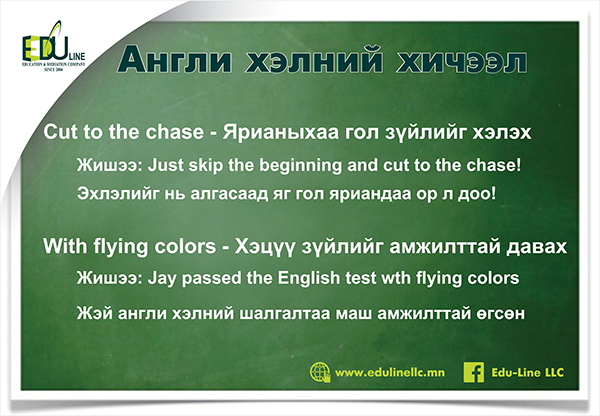 EDU LINE
EDUCATION & MEDIATION COMPANY
SINCE 2004
Англи хэлний хичээл
Cut to the chase - Ярианыхаа гол зүйлийг хэлэх
Жишээ: Just skip the beginning and cut to the chase!
Эхлэлийг нь алгасаад яг гол яриандаа ор л доо!
With flying colors - Хэцүү зүйлийг амжилттай давах
Жишээ: Jay passed the English test wth flying colors
Жэй англи хэлний шалгалтаа маш амжилттай өгсөн
www.edulinellc.mn
Edu-Line LLC